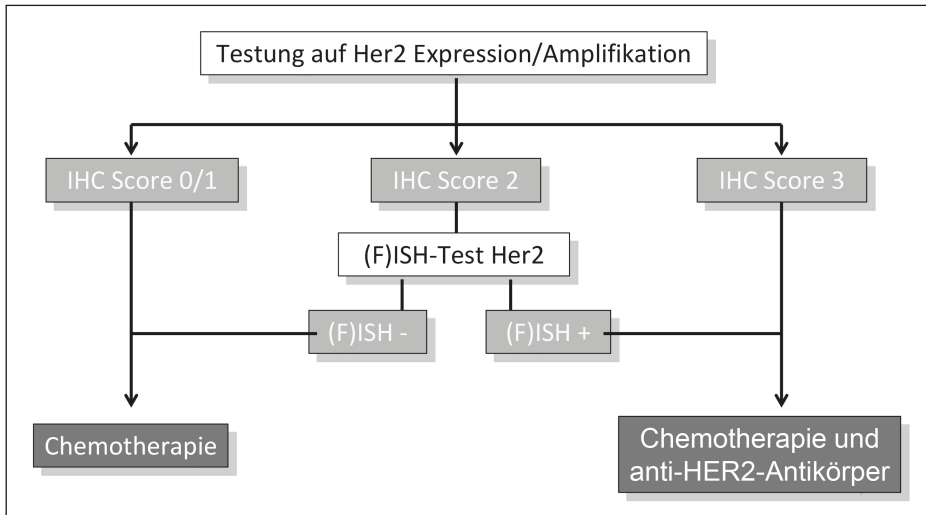 Testung auf Her2 Expression/Amplifikation
IHC Score 0/1
IHC Score 2
IHC Score 3
(F)ISH-Test Her2
(F)ISH -
(F)ISH +
Chemotherapie
Chemotherapie und
anti-HER2-Antikörper